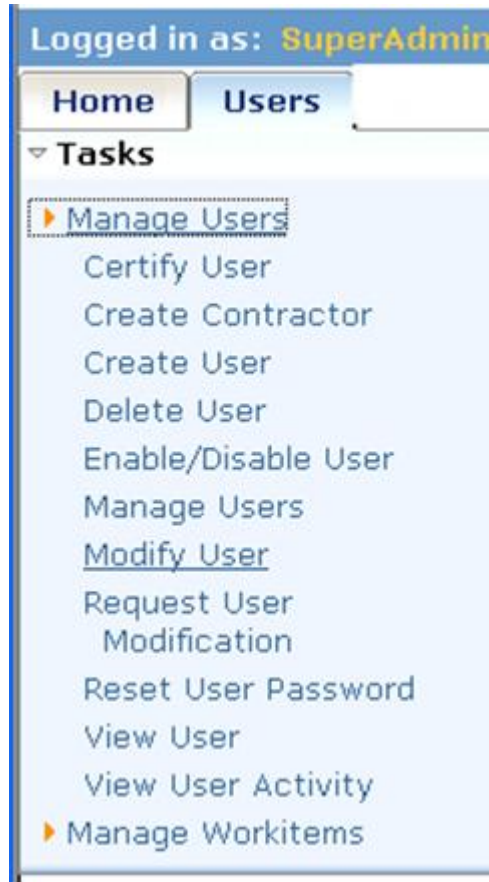 Logged in as: SuperAdmin
Home Users
Tasks
Manage Users
Certify User
Create Contractor
Create User
Delete User
Enable/Disable User
Manage Users
Modify User
Request User
Modification
Reset User Password
View User
View User Activity
Manage Workitems